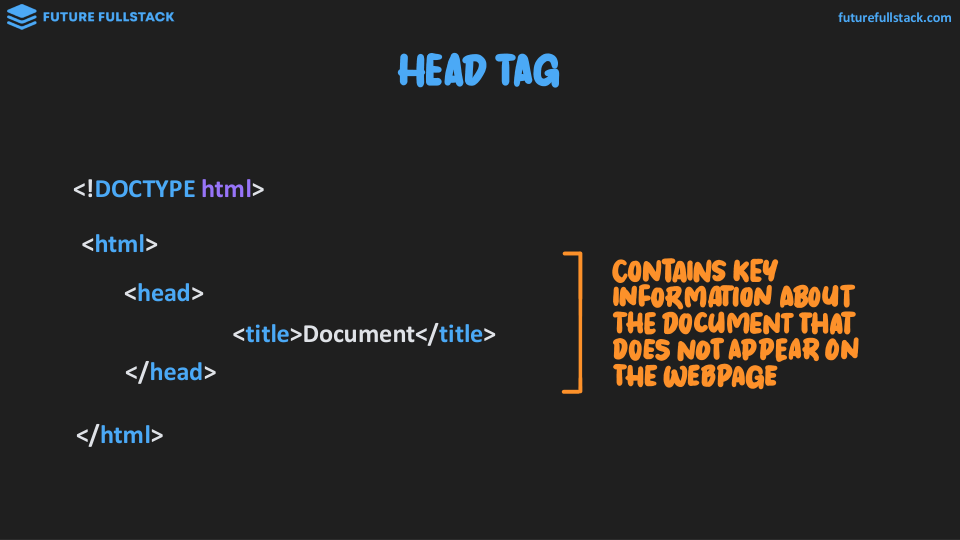 FUTURE FULLSTACK
futurefullstack.com
HEAD TAG
<!DOCTYPE html>
<html>
<head>
<title>Document</title>
</head>
</html>
CONTAINS KEY
INFORMATION ABOUT
THE DOCUMENT THAT
DOES NOT APPEAR ON
THE WEBPAGE